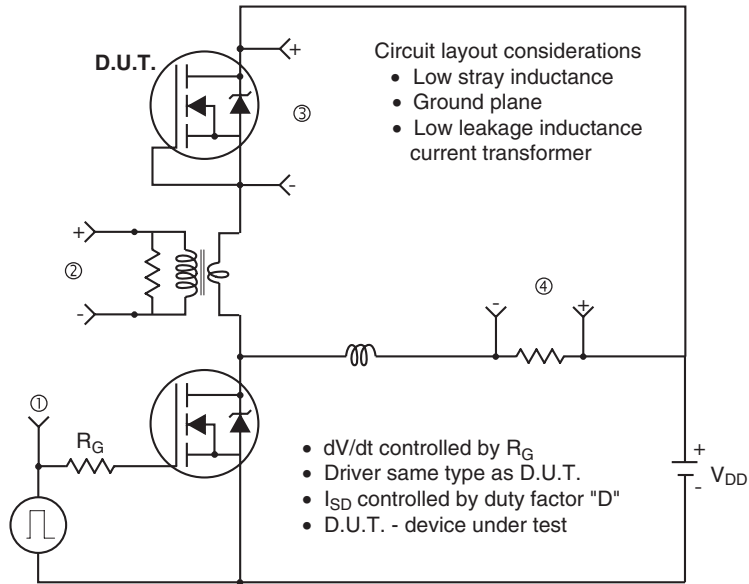 D.U.T.
+
Circuit layout considerations
• Low stray inductance
• Ground plane
• Low leakage inductance
current transformer
③
-
+
②
-
④
- +
①
R_G
• dV/dt controlled by R_G
• Driver same type as D.U.T.
• I_SD controlled by duty factor "D"
• D.U.T. - device under test
+
V_DD
-